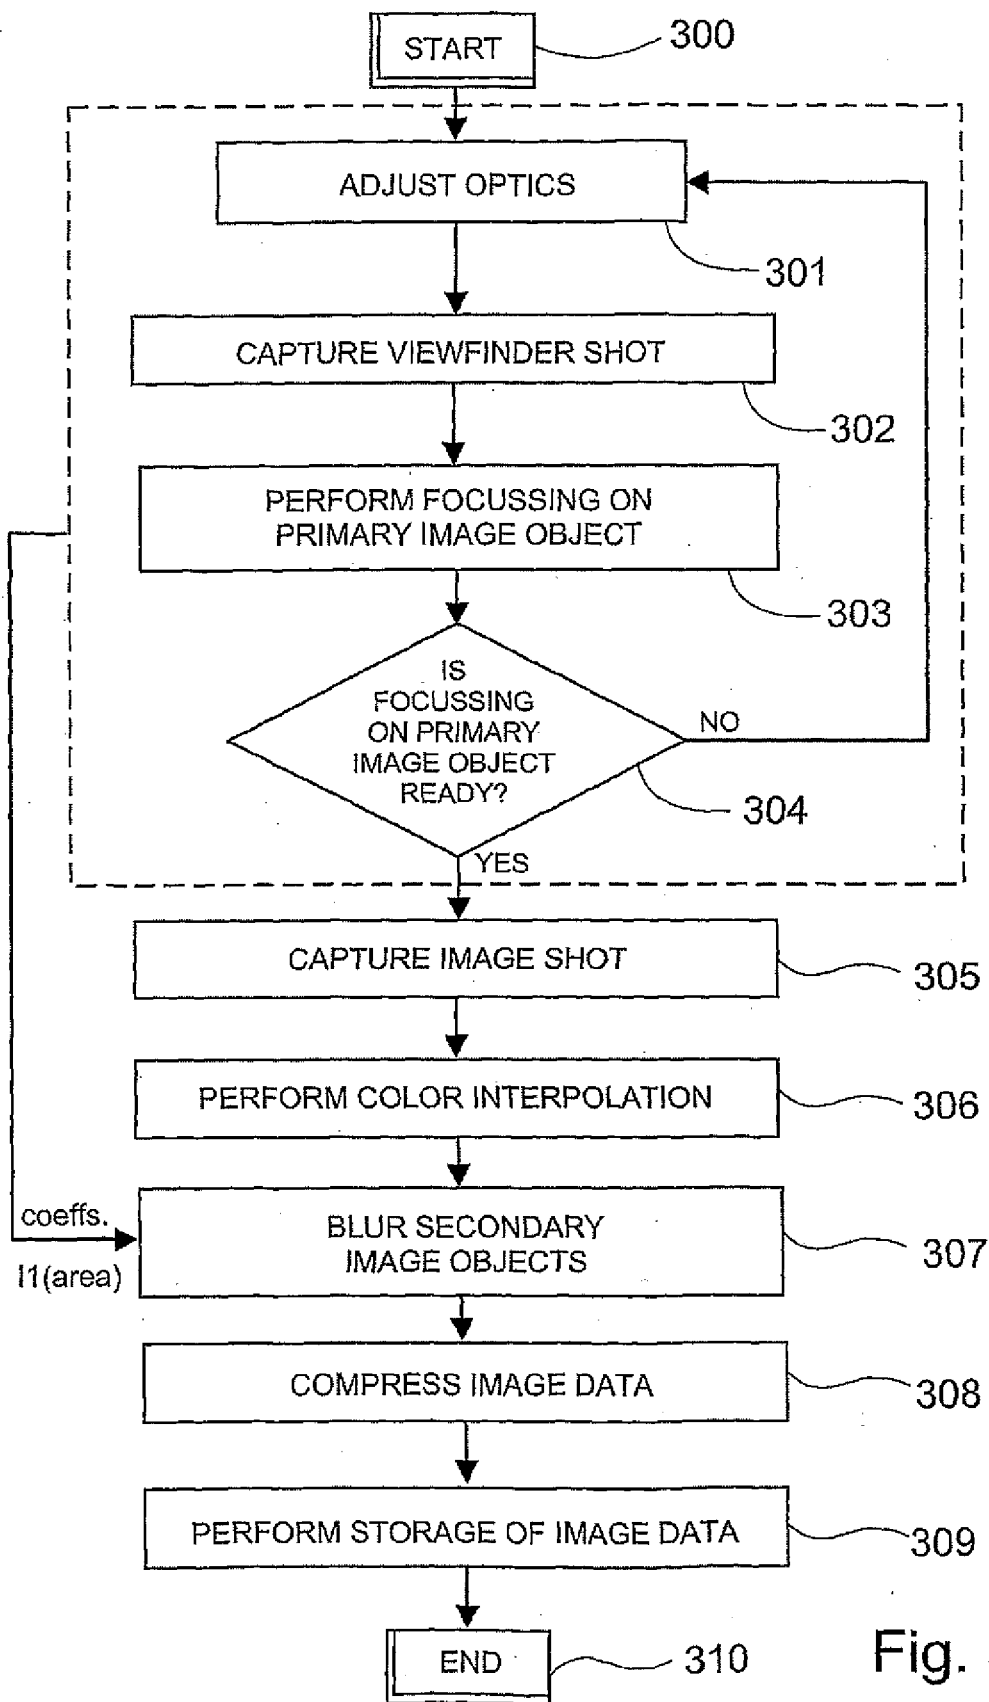 START
300
ADJUST OPTICS
301
CAPTURE VIEWFINDER SHOT
302
PERFORM FOCUSSING ON
PRIMARY IMAGE OBJECT
303
IS
FOCUSSING
ON PRIMARY
IMAGE OBJECT
READY?
NO
304
YES
CAPTURE IMAGE SHOT
305
PERFORM COLOR INTERPOLATION
306
coeffs.
I1(area)
BLUR SECONDARY
IMAGE OBJECTS
307
COMPRESS IMAGE DATA
308
PERFORM STORAGE OF IMAGE DATA
309
END
310
Fig.